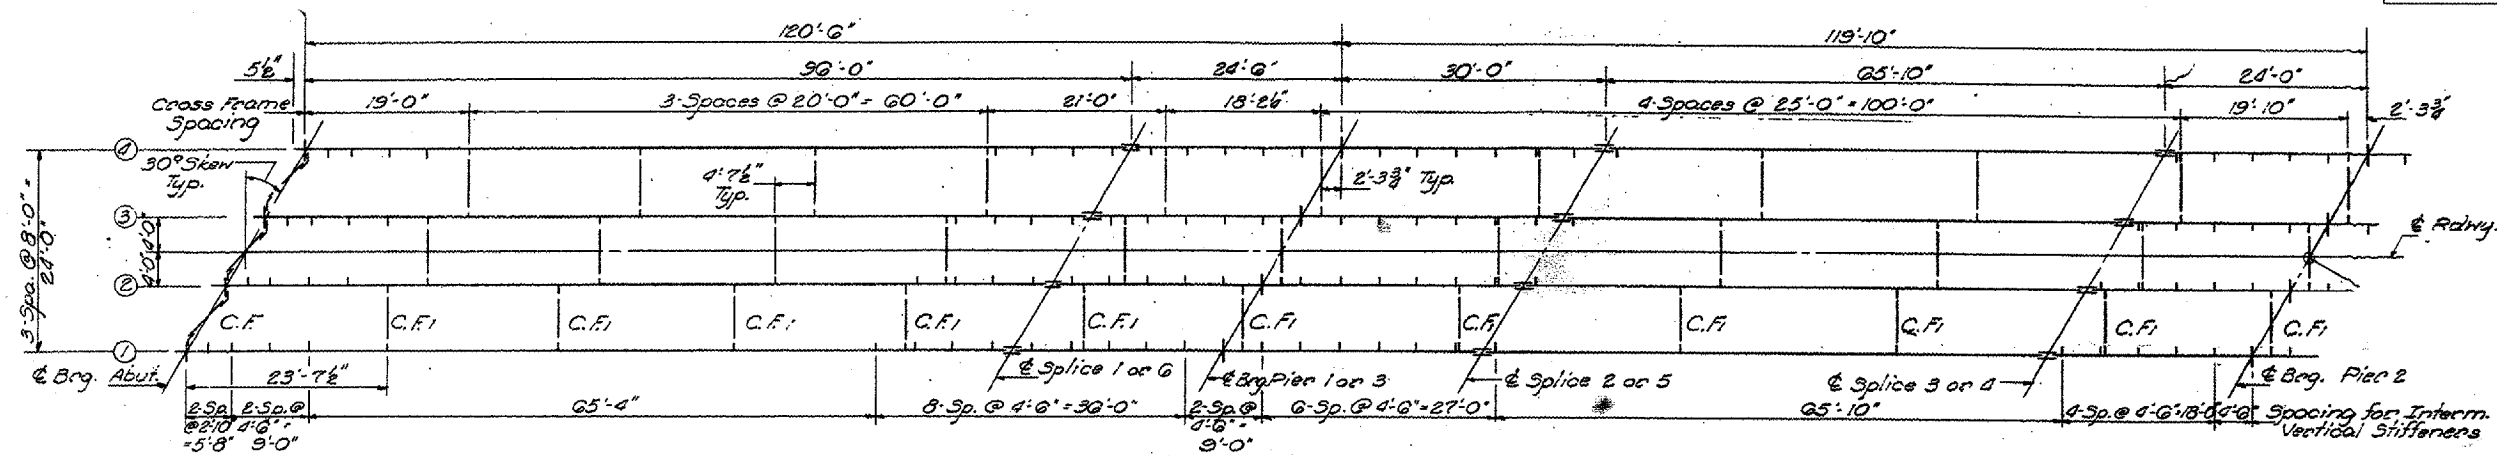 120'-6"
119'-10"
5½"
96'-0"
24'-6"
30'-0"
65'-10"
24'-0"
Cross Frame
Spacing
19'-0"
3-Spaces @ 20'-0" = 60'-0"
21'-0"
18'-2¼"
4-Spaces @ 25'-0" = 100'-0"
19'-10"
2'-3¾"
4
30° Skew
Typ.
4'-7½"
Typ.
2'-3¾" Typ.
3-Spa. @ 8'-0" =
24'-0"
3
4'-0"
4'-0"
℄ Rdwy.
2
C.F.
C.F.1
C.F.1
C.F.1
C.F.1
C.F.1
C.F.1
C.F.1
C.F.1
C.F.1
C.F.1
C.F.1
1
℄ Brg. Abut.
23'-7½"
℄ Splice 1 or 6
℄ Brg Pier 1 or 3
℄ Splice 2 or 5
℄ Splice 3 or 4
℄ Brg. Pier 2
2-Sp.
@2'-10"
=5'-8"
2-Sp. @
4'-6" =
9'-0"
65'-4"
8-Sp. @ 4'-6" = 36'-0"
2-Sp. @
4'-6" =
9'-0"
6-Sp. @ 4'-6" = 27'-0"
65'-10"
4-Sp. @ 4'-6" = 18'-0"
4'-6"
Spacing for Interm.
Vertical Stiffeners